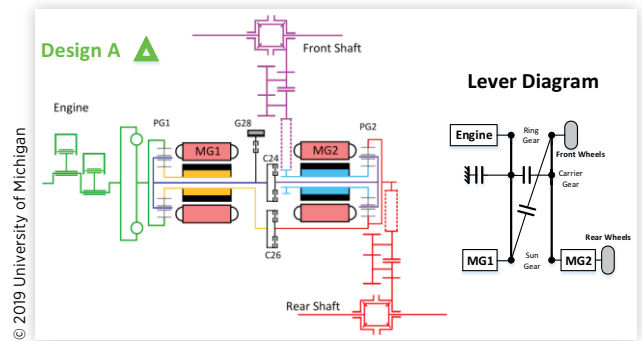 Design A
Front Shaft
Lever Diagram
Engine
PG1
G28
PG2
MG1
MG2
C24
C26
Rear Shaft
Engine
Ring
Gear
Front Wheels
Carrier
Gear
Rear Wheels
MG1
Sun
Gear
MG2
© 2019 University of Michigan